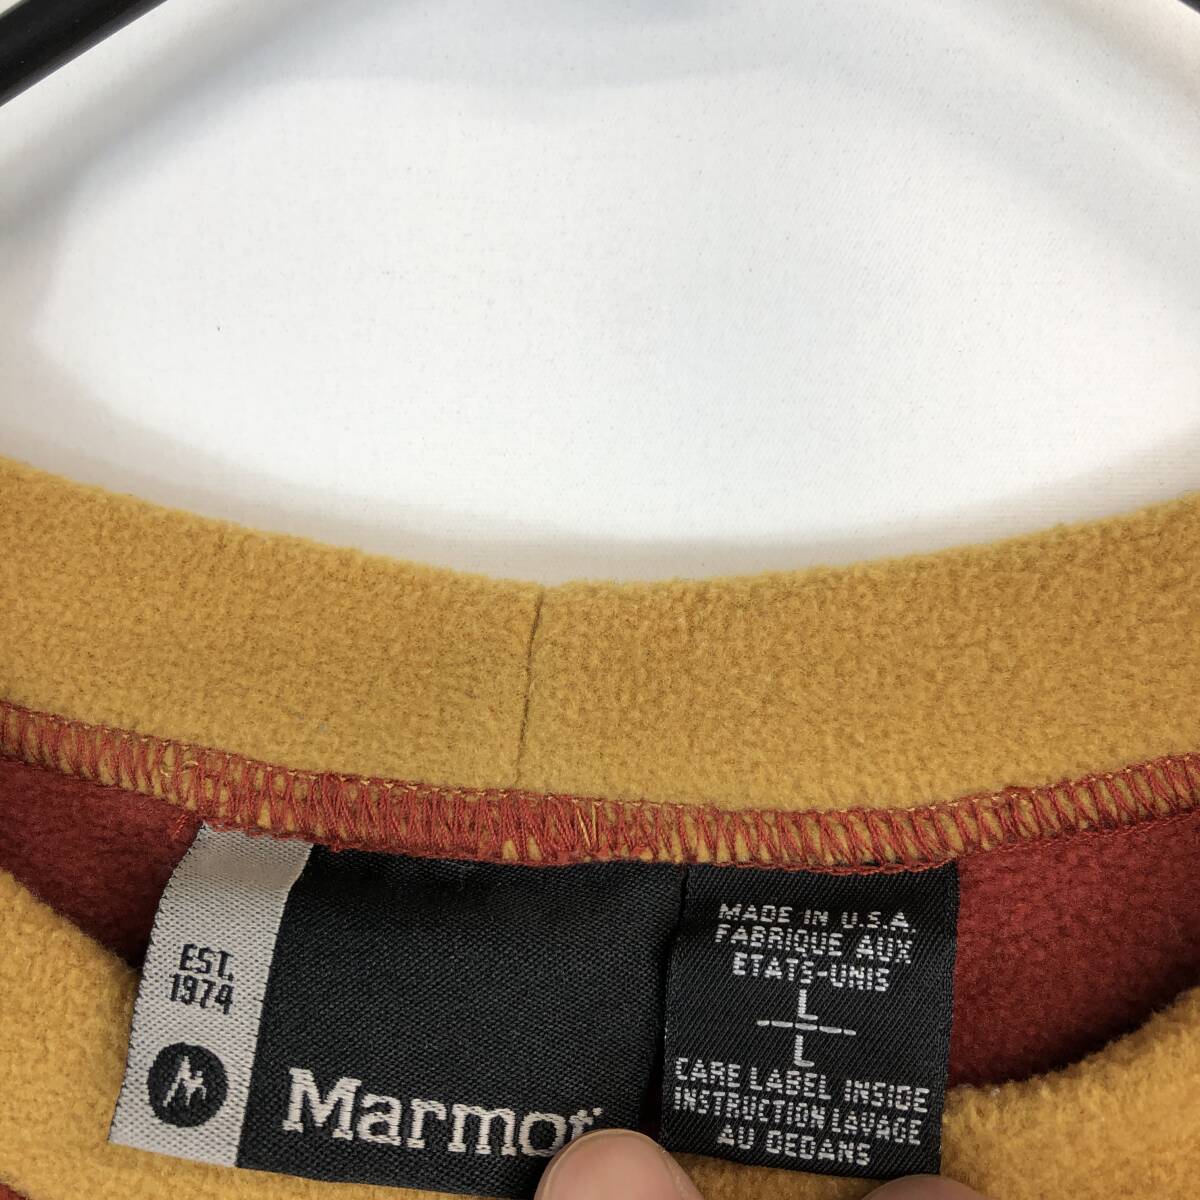 EST.
1974
Marmot
MADE IN U.S.A.
FABRIQUE AUX
ETATS-UNIS
L
L
CARE LABEL INSIDE
INSTRUCTION LAVAGE
AU DEDANS